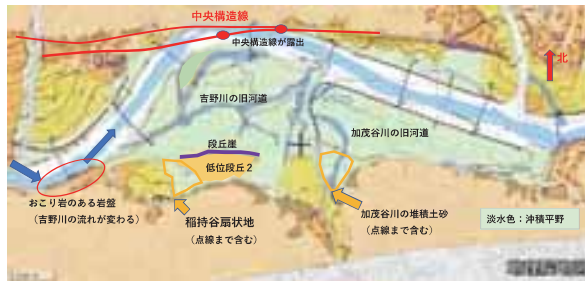 中央構造線
中央構造線が露出
北
吉野川の旧河道
加茂谷川の旧河道
段丘崖
低位段丘2
おこり岩のある岩盤
（吉野川の流れが変わる）
稲持谷扇状地
（点線まで含む）
加茂谷川の堆積土砂
（点線まで含む）
淡水色：沖積平野